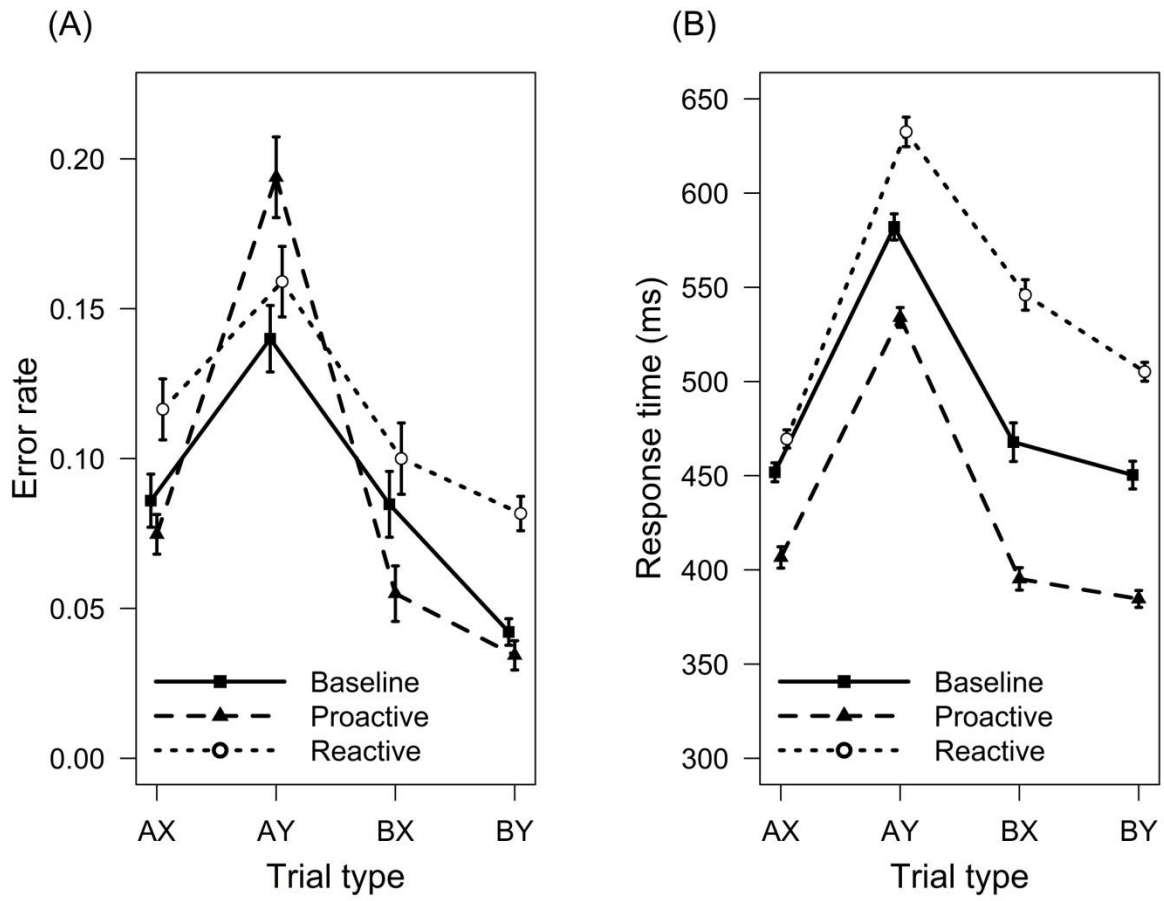 (A)
Error rate
0.20
0.15
0.10
0.05
0.00
Baseline
Proactive
Reactive
AX AY BX BY
Trial type
(B)
Response time (ms)
650
600
550
500
450
400
350
300
Baseline
Proactive
Reactive
AX AY BX BY
Trial type